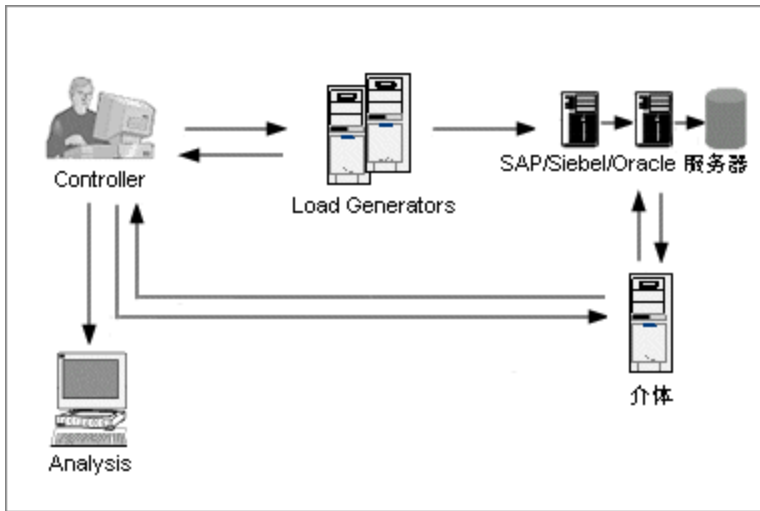 SAP/Siebel/Oracle 服务器
Controller
Load Generators
介体
Analysis